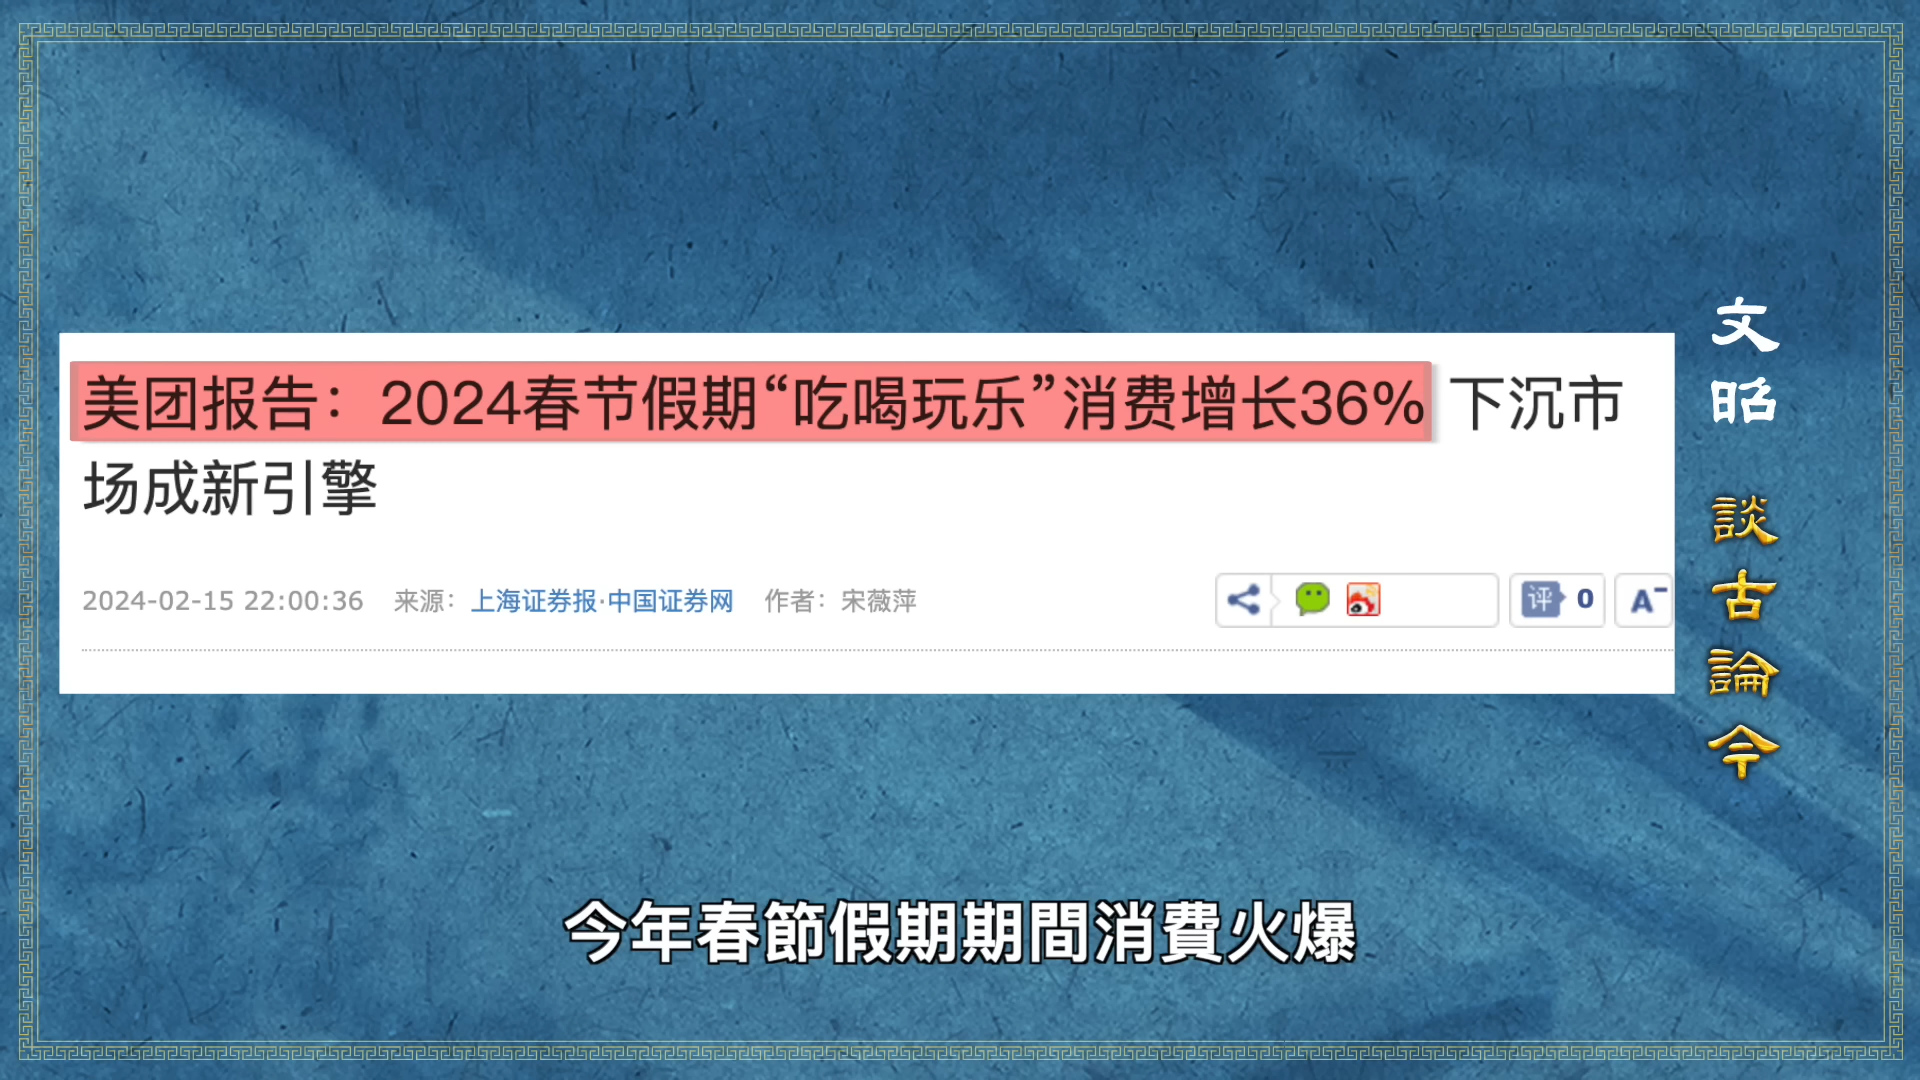 美团报告：2024春节假期“吃喝玩乐”消费增长36% 下沉市
场成新引擎
2024-02-15 22:00:36 来源：上海证券报·中国证券网 作者：宋薇萍
评 0 A⁻
文昭 談古論今
今年春節假期期間消費火爆